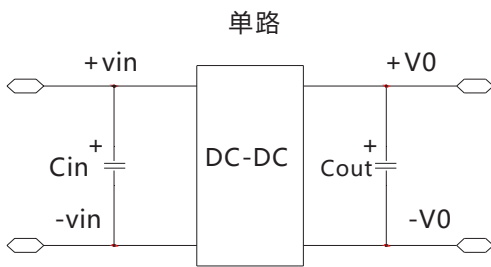 单路
+vin
+V0
+
Cin
DC-DC
+
Cout
-vin
-V0